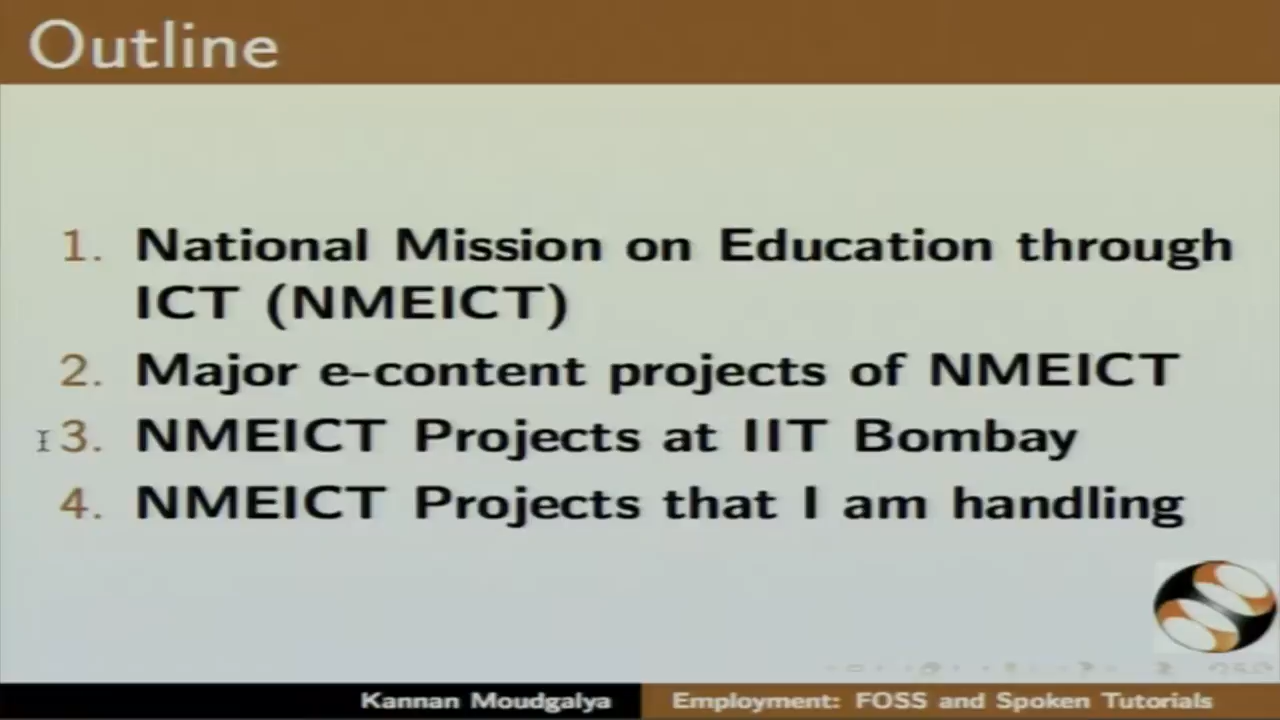 Outline
1. National Mission on Education through
ICT (NMEICT)
2. Major e-content projects of NMEICT
3. NMEICT Projects at IIT Bombay
4. NMEICT Projects that I am handling
Kannan Moudgalya Employment: FOSS and Spoken Tutorials